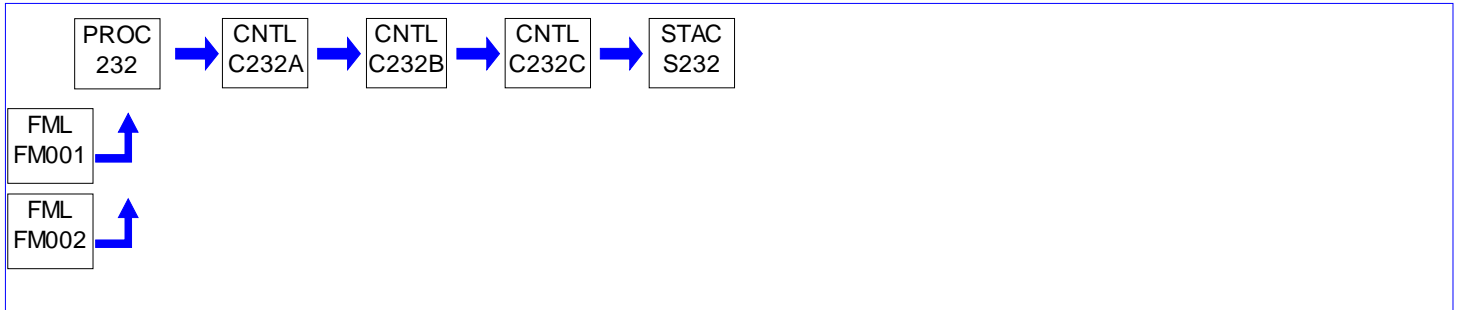 PROC
232
CNTL
C232A
CNTL
C232B
CNTL
C232C
STAC
S232
FML
FM001
FML
FM002